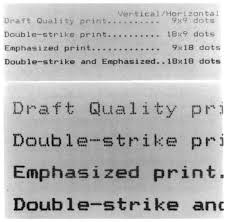 Vertical/Horizontal
Draft Quality print........... 9x9 dots
Double-strike print.......... 18x9 dots
Emphasized print............. 9x18 dots
Double-strike and Emphasized..18x18 dots
Draft Quality pri
Double-strike pri
Emphasized print.
Double-strike and